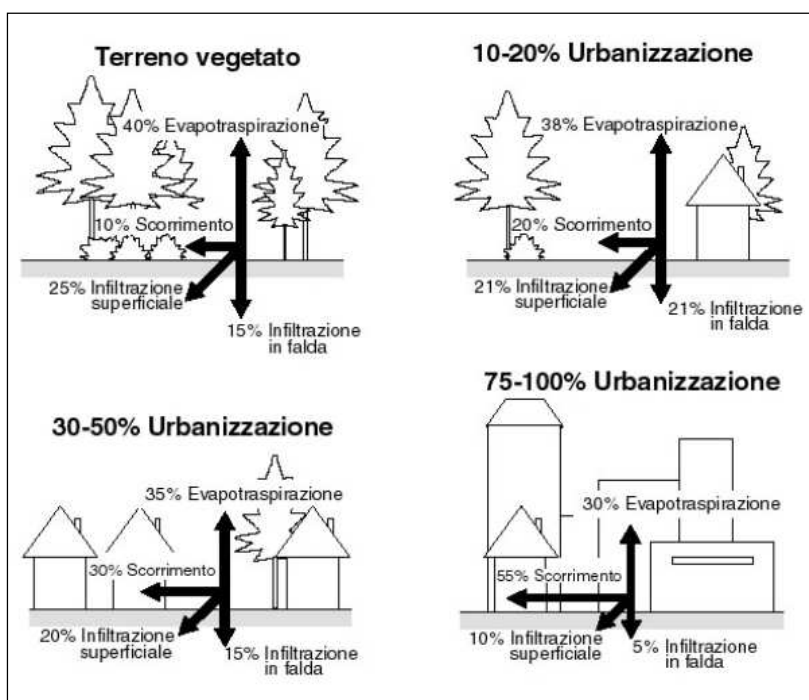 Terreno vegetato
40% Evapotraspirazione
10% Scorrimento
25% Infiltrazione
superficiale
15% Infiltrazione
in falda
10-20% Urbanizzazione
38% Evapotraspirazione
20% Scorrimento
21% Infiltrazione
superficiale
21% Infiltrazione
in falda
30-50% Urbanizzazione
35% Evapotraspirazione
30% Scorrimento
20% Infiltrazione
superficiale
15% Infiltrazione
in falda
75-100% Urbanizzazione
30% Evapotraspirazione
55% Scorrimento
10% Infiltrazione
superficiale
5% Infiltrazione
in falda